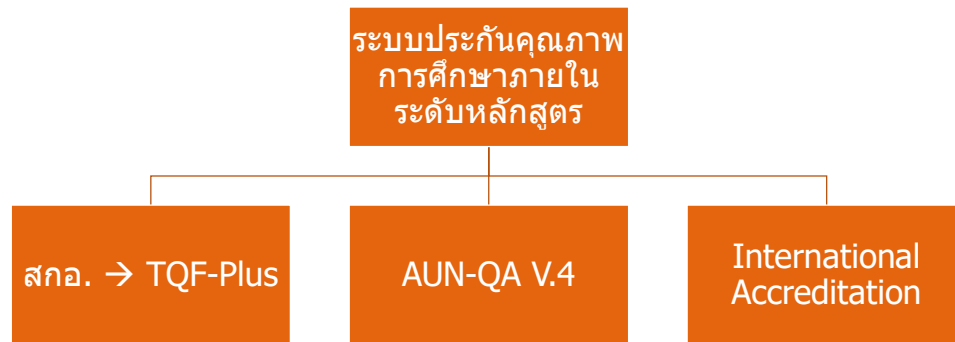 ระบบประกันคุณภาพ
การศึกษาภายใน
ระดับหลักสูตร
สกอ. → TQF-Plus
AUN-QA V.4
International
Accreditation